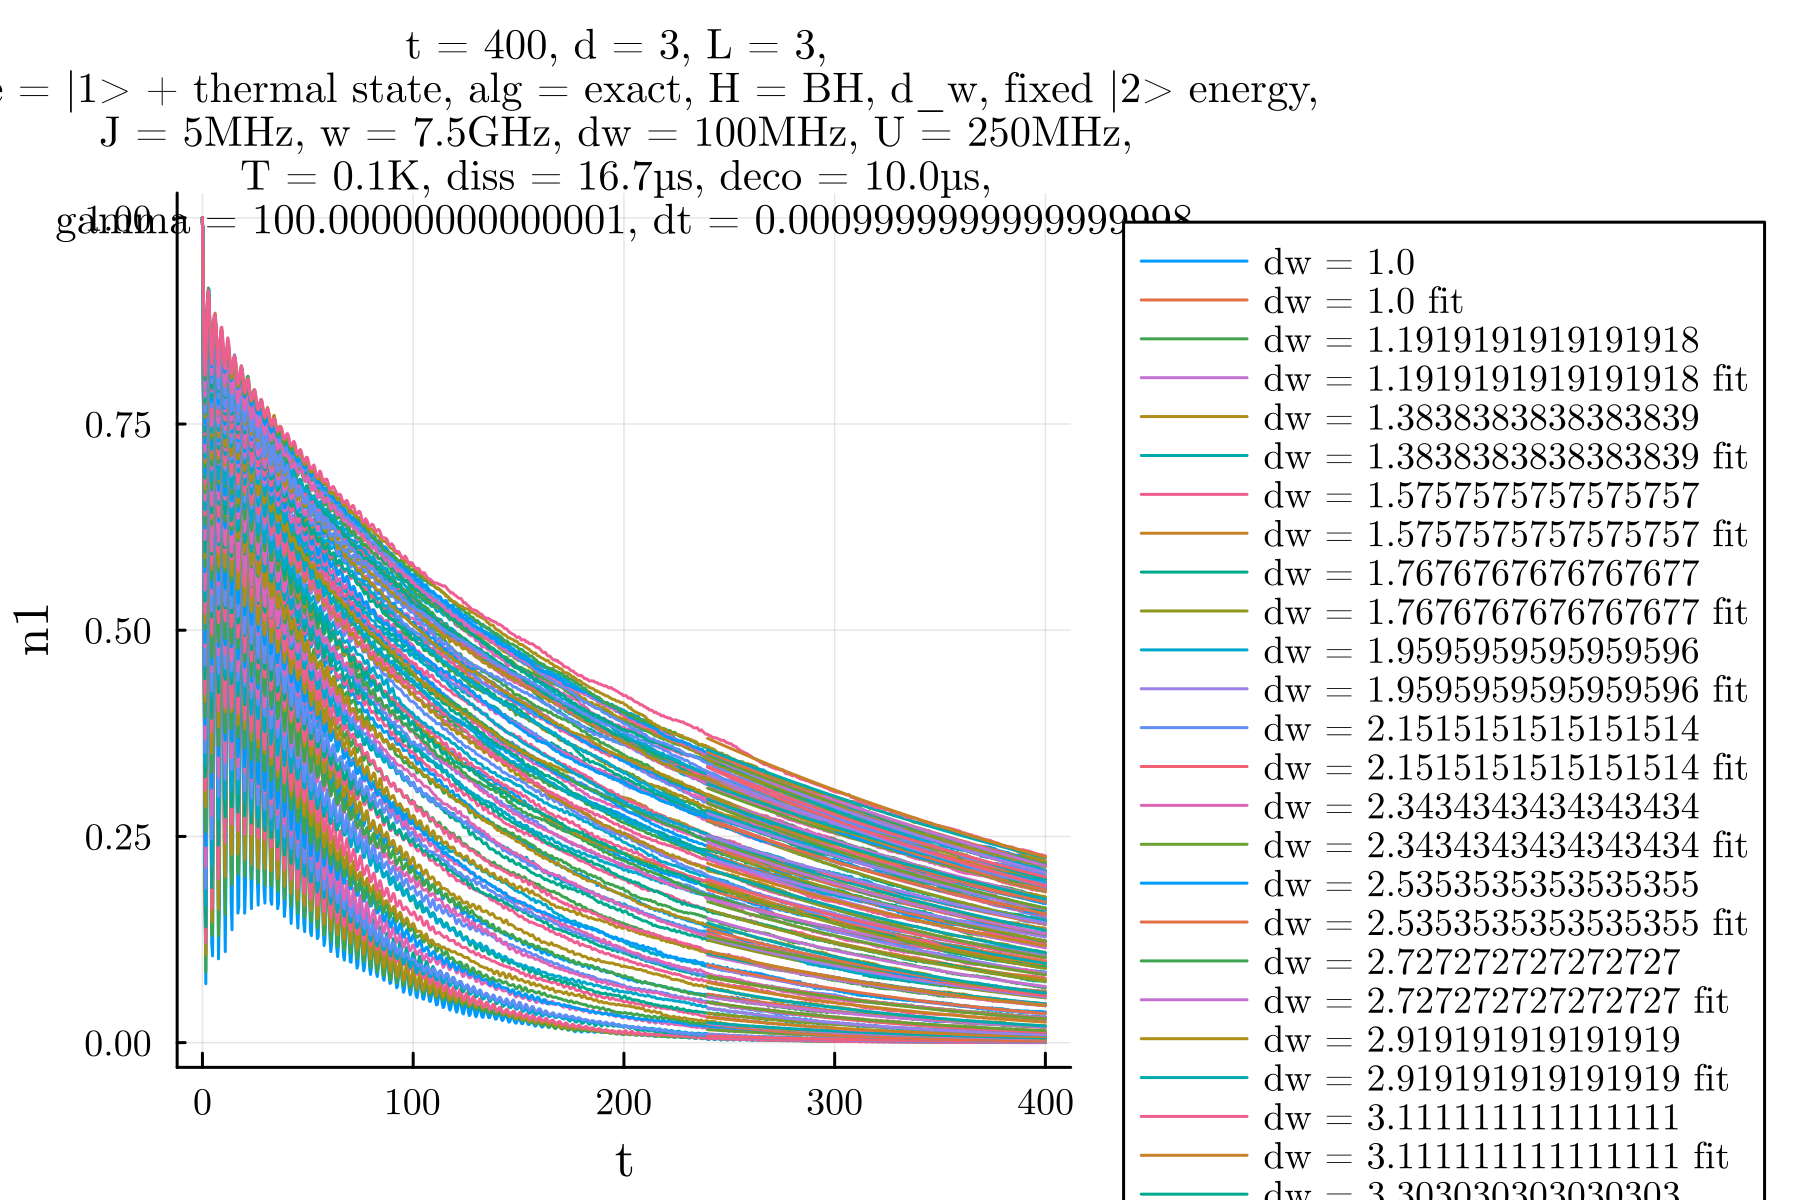 t = 400, d = 3, L = 3,
= |1> + thermal state, alg = exact, H = BH, d_w, fixed |2> energy,
J = 5MHz, w = 7.5GHz, dw = 100MHz, U = 250MHz,
T = 0.1K, diss = 16.7µs, deco = 10.0µs,
gamma = 100.00000000000001, dt = 0.0009999999999999998
1.00
0.75
0.50
0.25
0.00
n1
0 100 200 300 400
t
dw = 1.0
dw = 1.0 fit
dw = 1.1919191919191918
dw = 1.1919191919191918 fit
dw = 1.3838383838383839
dw = 1.3838383838383839 fit
dw = 1.5757575757575757
dw = 1.5757575757575757 fit
dw = 1.7676767676767677
dw = 1.7676767676767677 fit
dw = 1.9595959595959596
dw = 1.9595959595959596 fit
dw = 2.1515151515151514
dw = 2.1515151515151514 fit
dw = 2.3434343434343434
dw = 2.3434343434343434 fit
dw = 2.5353535353535355
dw = 2.5353535353535355 fit
dw = 2.727272727272727
dw = 2.727272727272727 fit
dw = 2.919191919191919
dw = 2.919191919191919 fit
dw = 3.111111111111111
dw = 3.111111111111111 fit
dw = 3.303030303030303